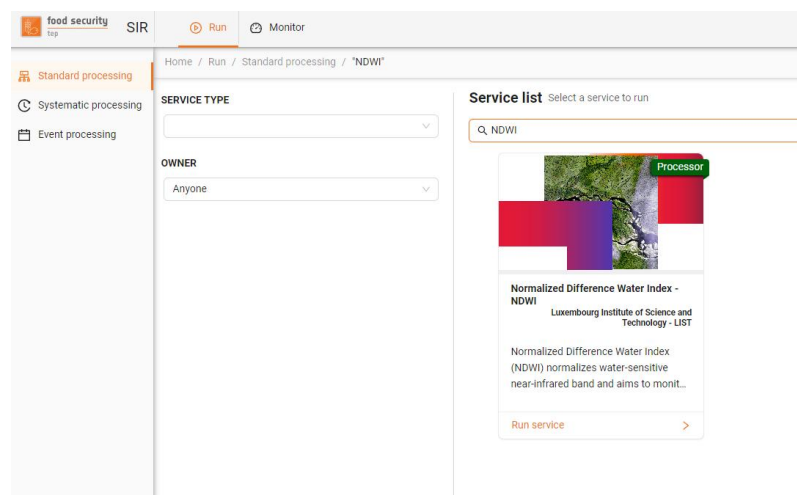 food security
tep
SIR
Run
Monitor
Home / Run / Standard processing / "NDWI"
Standard processing
Systematic processing
Event processing
SERVICE TYPE
OWNER
Anyone
Service list Select a service to run
NDWI
Processor
Normalized Difference Water Index -
NDWI
Luxembourg Institute of Science and
Technology - LIST
Normalized Difference Water Index
(NDWI) normalizes water-sensitive
near-infrared band and aims to monit...
Run service